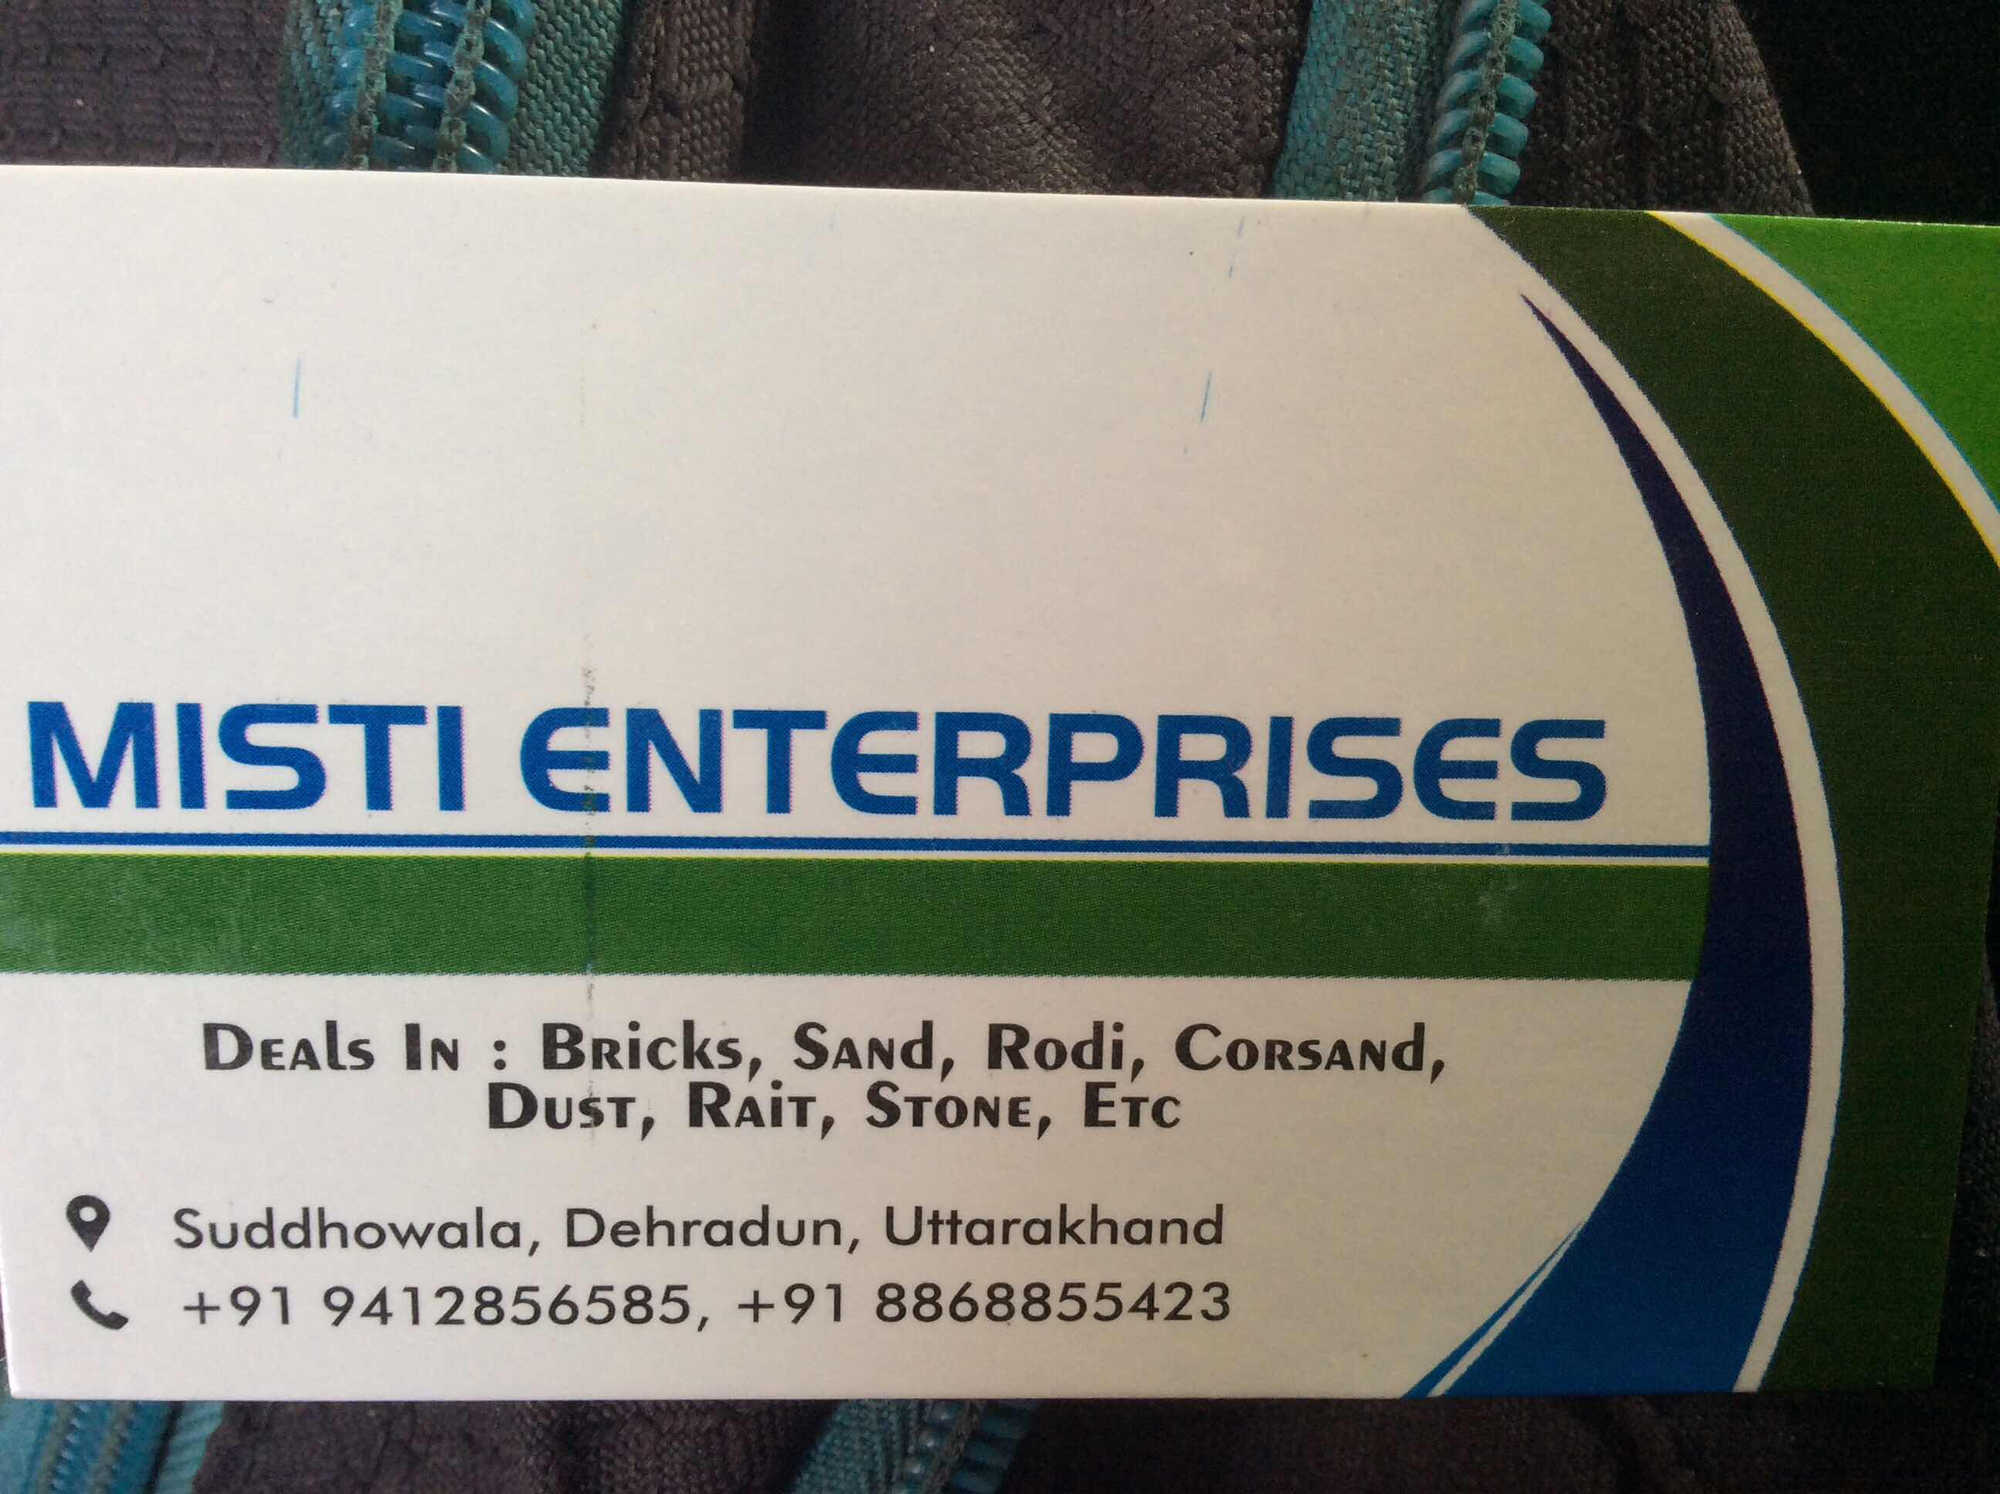 MISTI ENTERPRISES
Deals In : Bricks, Sand, Rodi, Corsand,
Dust, Rait, Stone, Etc
Suddhowala, Dehradun, Uttarakhand
+91 9412856585, +91 8868855423